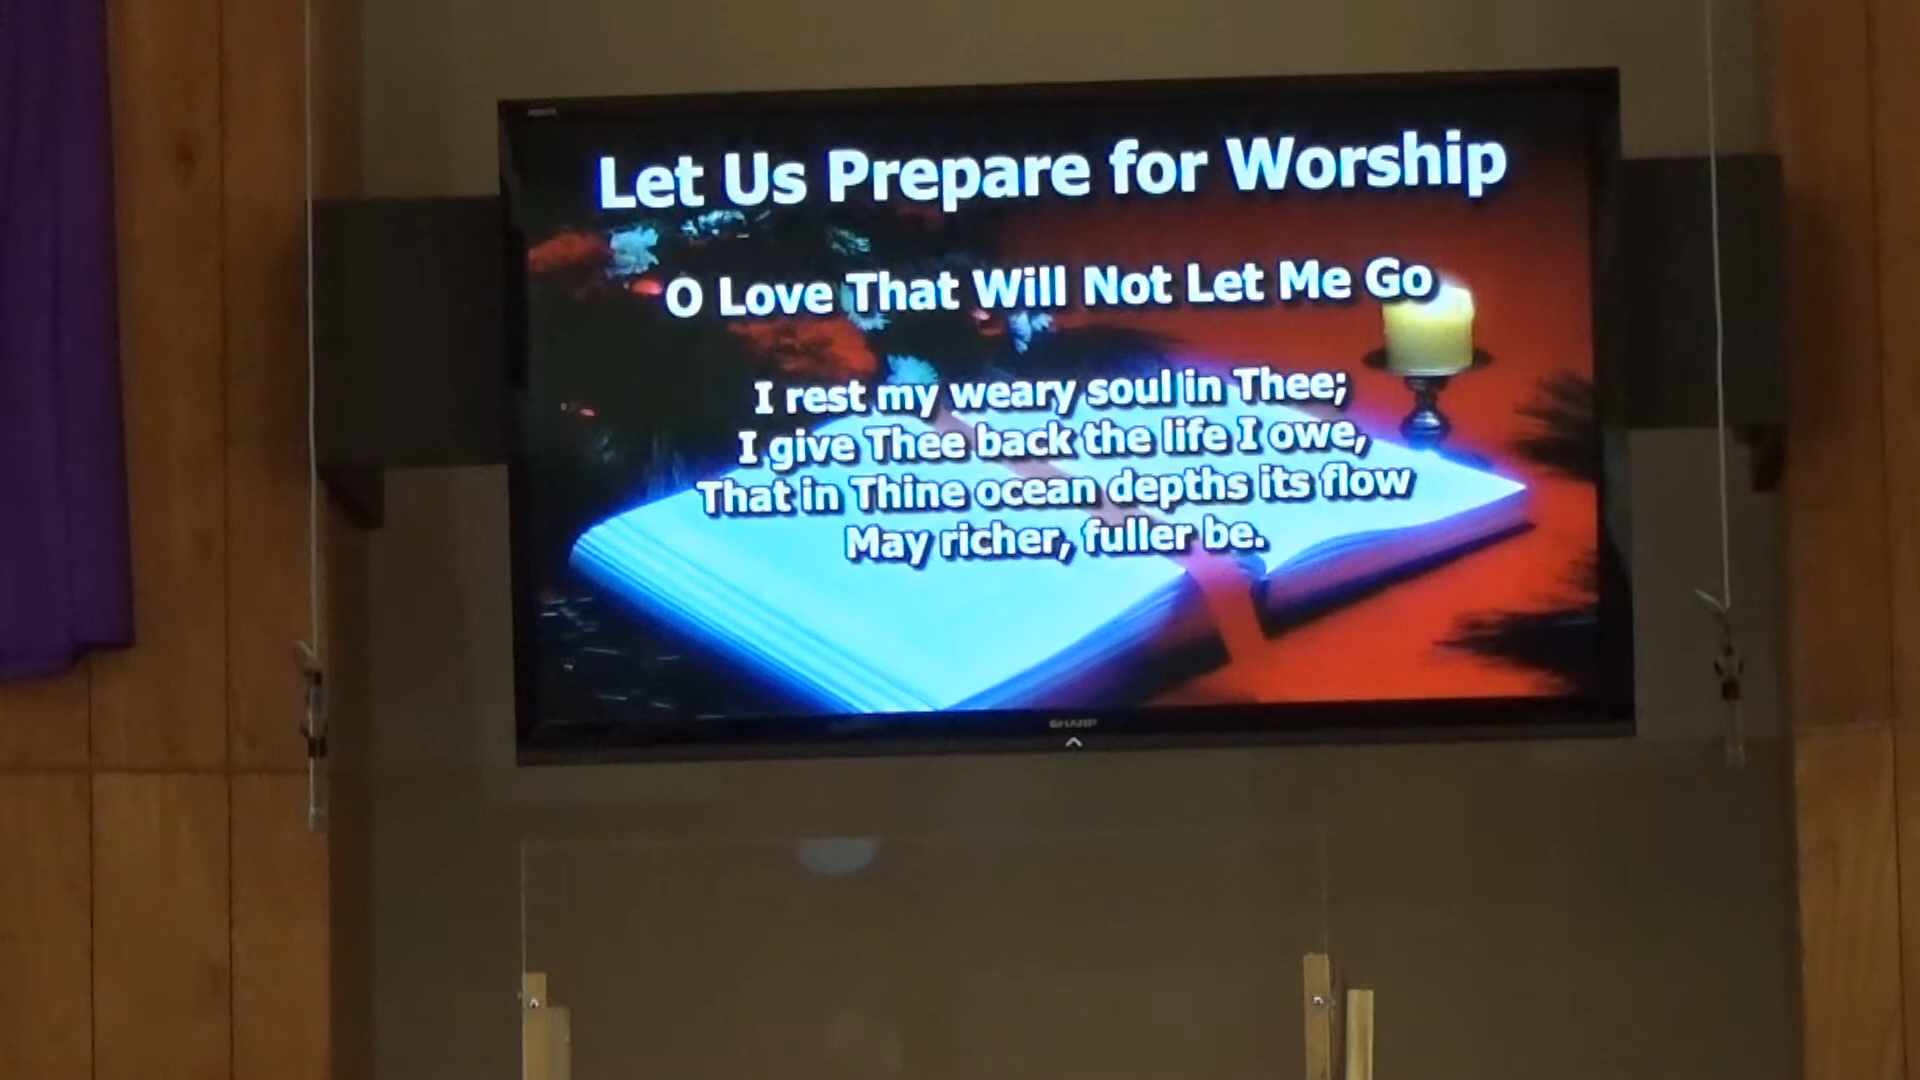 Let Us Prepare for Worship
O Love That Will Not Let Me Go
I rest my weary soul in Thee;
I give Thee back the life I owe,
That in Thine ocean depths its flow
May richer, fuller be.
SHARP